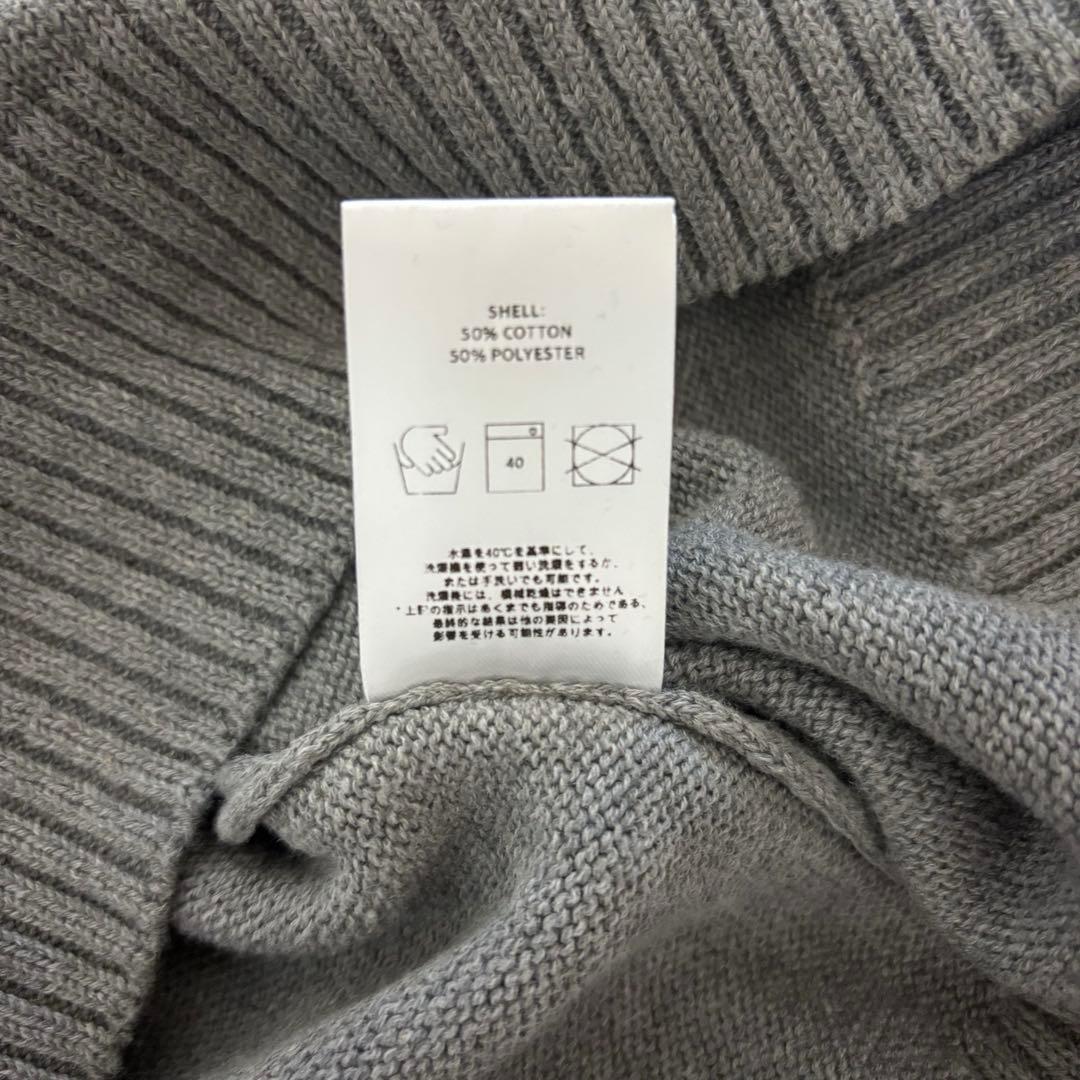 SHELL:
50% COTTON
50% POLYESTER
40
水温を40℃を基準にして、
洗濯機を使って弱い洗濯をするか、
または手洗いでも可能です。
洗濯後には、機械乾燥はできません
*上記の指示はあくまでも指導のためである、
最終的な結果は他の要因によって
影響を受ける可能性があります。